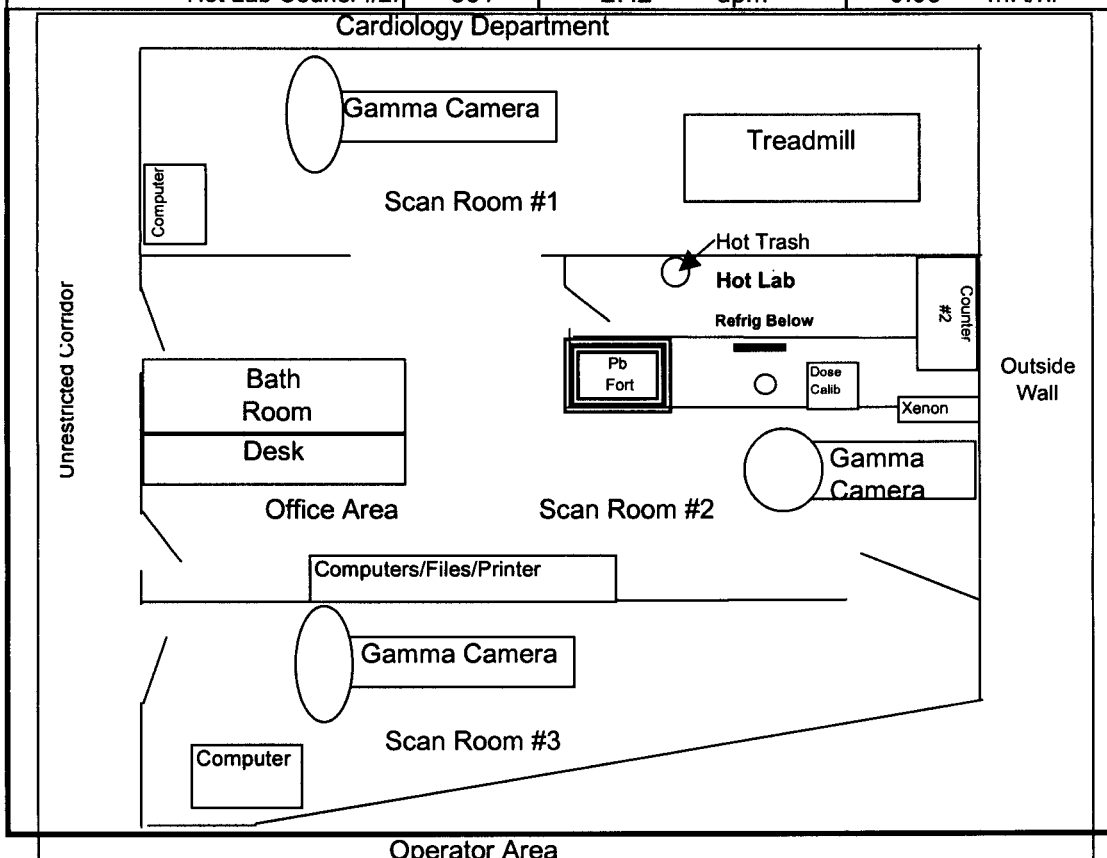 Cardiology Department
Gamma Camera
Treadmill
Computer
Scan Room #1
Hot Trash
Hot Lab
Refrig Below
Counter
#2
Pb
Fort
Dose
Calib
Xenon
Outside
Wall
Unrestricted Corridor
Bath
Room
Desk
Gamma
Camera
Office Area
Scan Room #2
Computers/Files/Printer
Gamma Camera
Scan Room #3
Computer
Operator Area